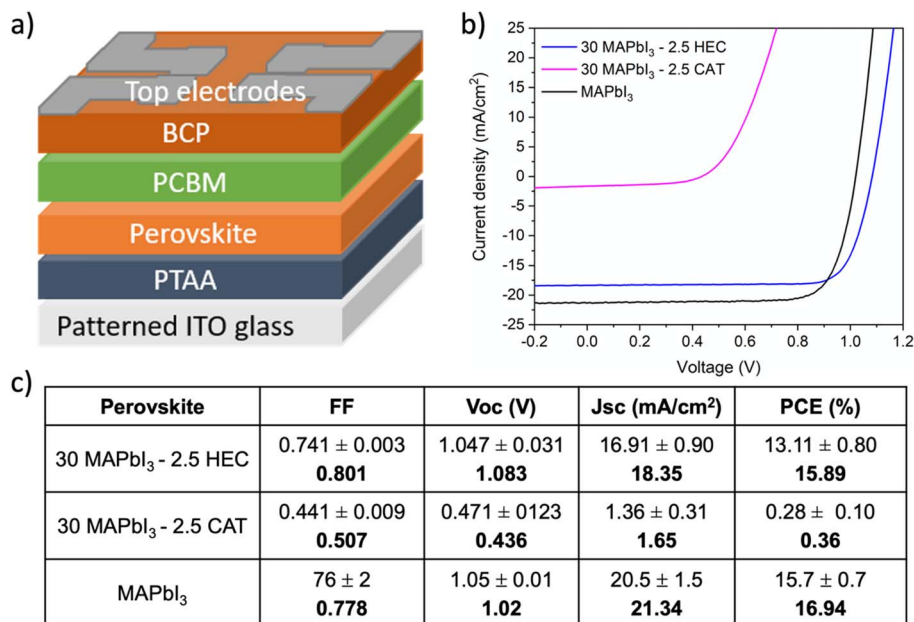 a)
Top electrodes
BCP
PCBM
Perovskite
PTAA
Patterned ITO glass
b)
30 MAPbI₃ - 2.5 HEC
30 MAPbI₃ - 2.5 CAT
MAPbI₃
Current density (mA/cm²)
25
20
15
10
5
0
-5
-10
-15
-20
-25
-0.2 0.0 0.2 0.4 0.6 0.8 1.0 1.2
Voltage (V)
c)
Perovskite FF Voc (V) Jsc (mA/cm²) PCE (%)
30 MAPbI₃ - 2.5 HEC 0.741 ± 0.003 1.047 ± 0.031 16.91 ± 0.90 13.11 ± 0.80
0.801 1.083 18.35 15.89
30 MAPbI₃ - 2.5 CAT 0.441 ± 0.009 0.471 ± 0123 1.36 ± 0.31 0.28 ± 0.10
0.507 0.436 1.65 0.36
MAPbI₃ 76 ± 2 1.05 ± 0.01 20.5 ± 1.5 15.7 ± 0.7
0.778 1.02 21.34 16.94